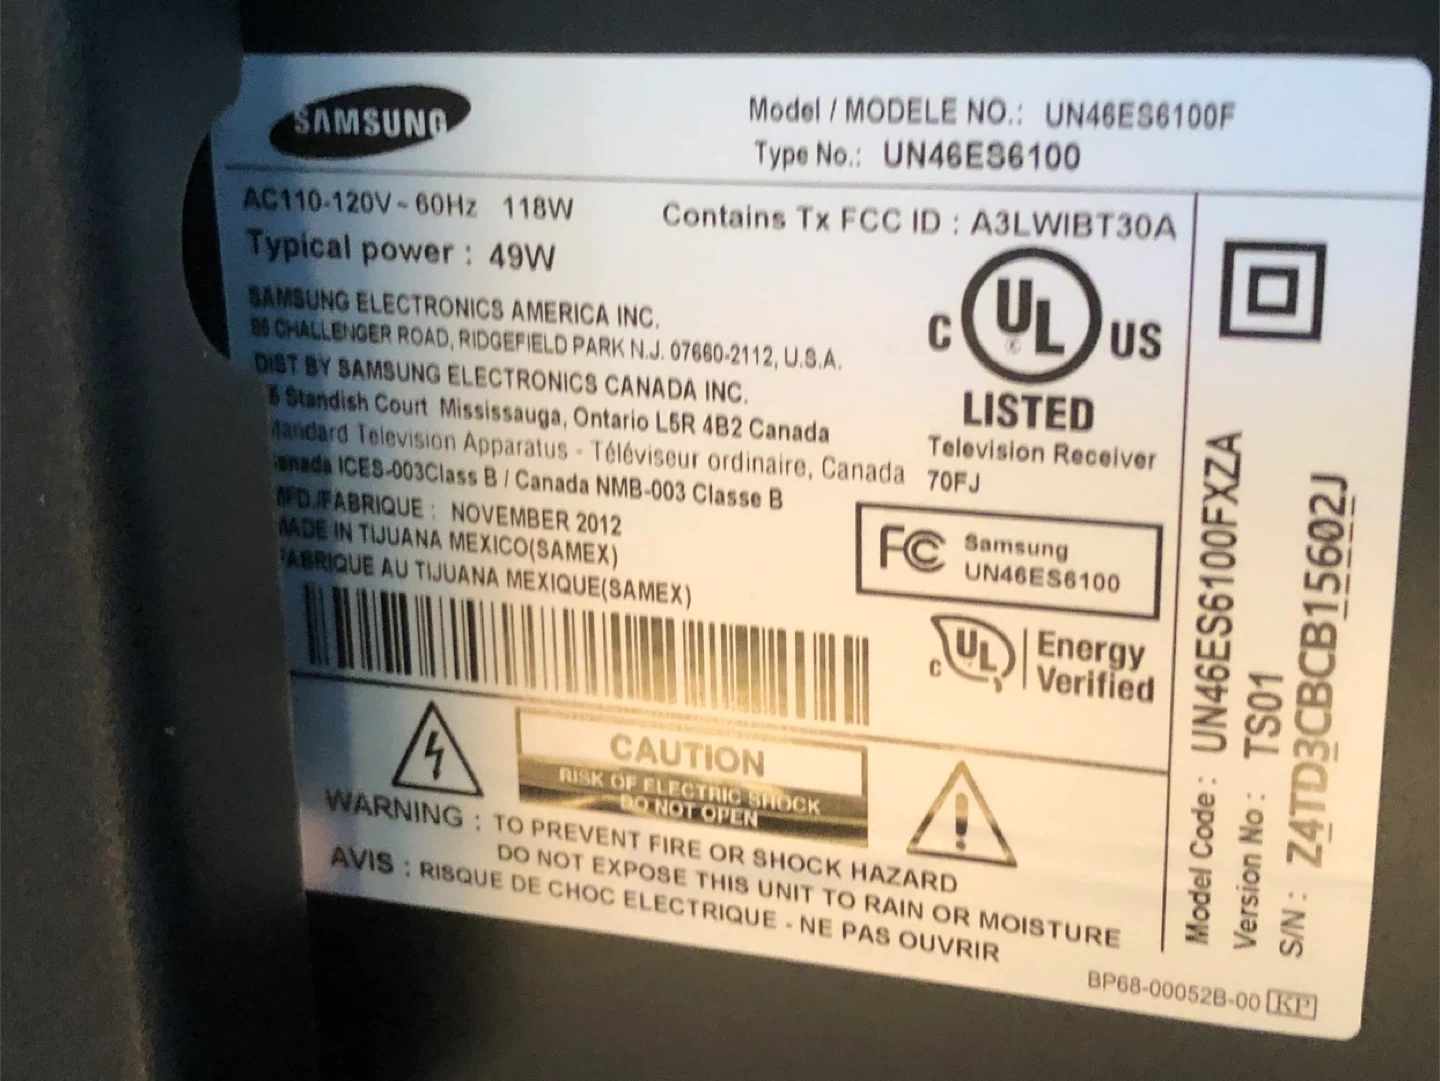 SAMSUNG
Model / MODELE NO.: UN46ES6100F
Type No.: UN46ES6100
AC110-120V ~ 60Hz 118W
Typical power : 49W
Contains Tx FCC ID : A3LWIBT30A
SAMSUNG ELECTRONICS AMERICA INC.
85 CHALLENGER ROAD, RIDGEFIELD PARK N.J. 07660-2112, U.S.A.
DIST BY SAMSUNG ELECTRONICS CANADA INC.
Standish Court Mississauga, Ontario L5R 4B2 Canada
Standard Television Apparatus - Téléviseur ordinaire, Canada
Canada ICES-003Class B / Canada NMB-003 Classe B
MFD./FABRIQUE : NOVEMBER 2012
MADE IN TIJUANA MEXICO(SAMEX)
FABRIQUE AU TIJUANA MEXIQUE(SAMEX)
C UL US
LISTED
Television Receiver
70FJ
FC Samsung
UN46ES6100
C UL Energy
Verified
CAUTION
RISK OF ELECTRIC SHOCK
DO NOT OPEN
WARNING : TO PREVENT FIRE OR SHOCK HAZARD
DO NOT EXPOSE THIS UNIT TO RAIN OR MOISTURE
AVIS : RISQUE DE CHOC ELECTRIQUE - NE PAS OUVRIR
Model Code : UN46ES6100FXZA
Version No : TS01
S/N : Z4TD3CBCB15602J
BP68-00052B-00 KP